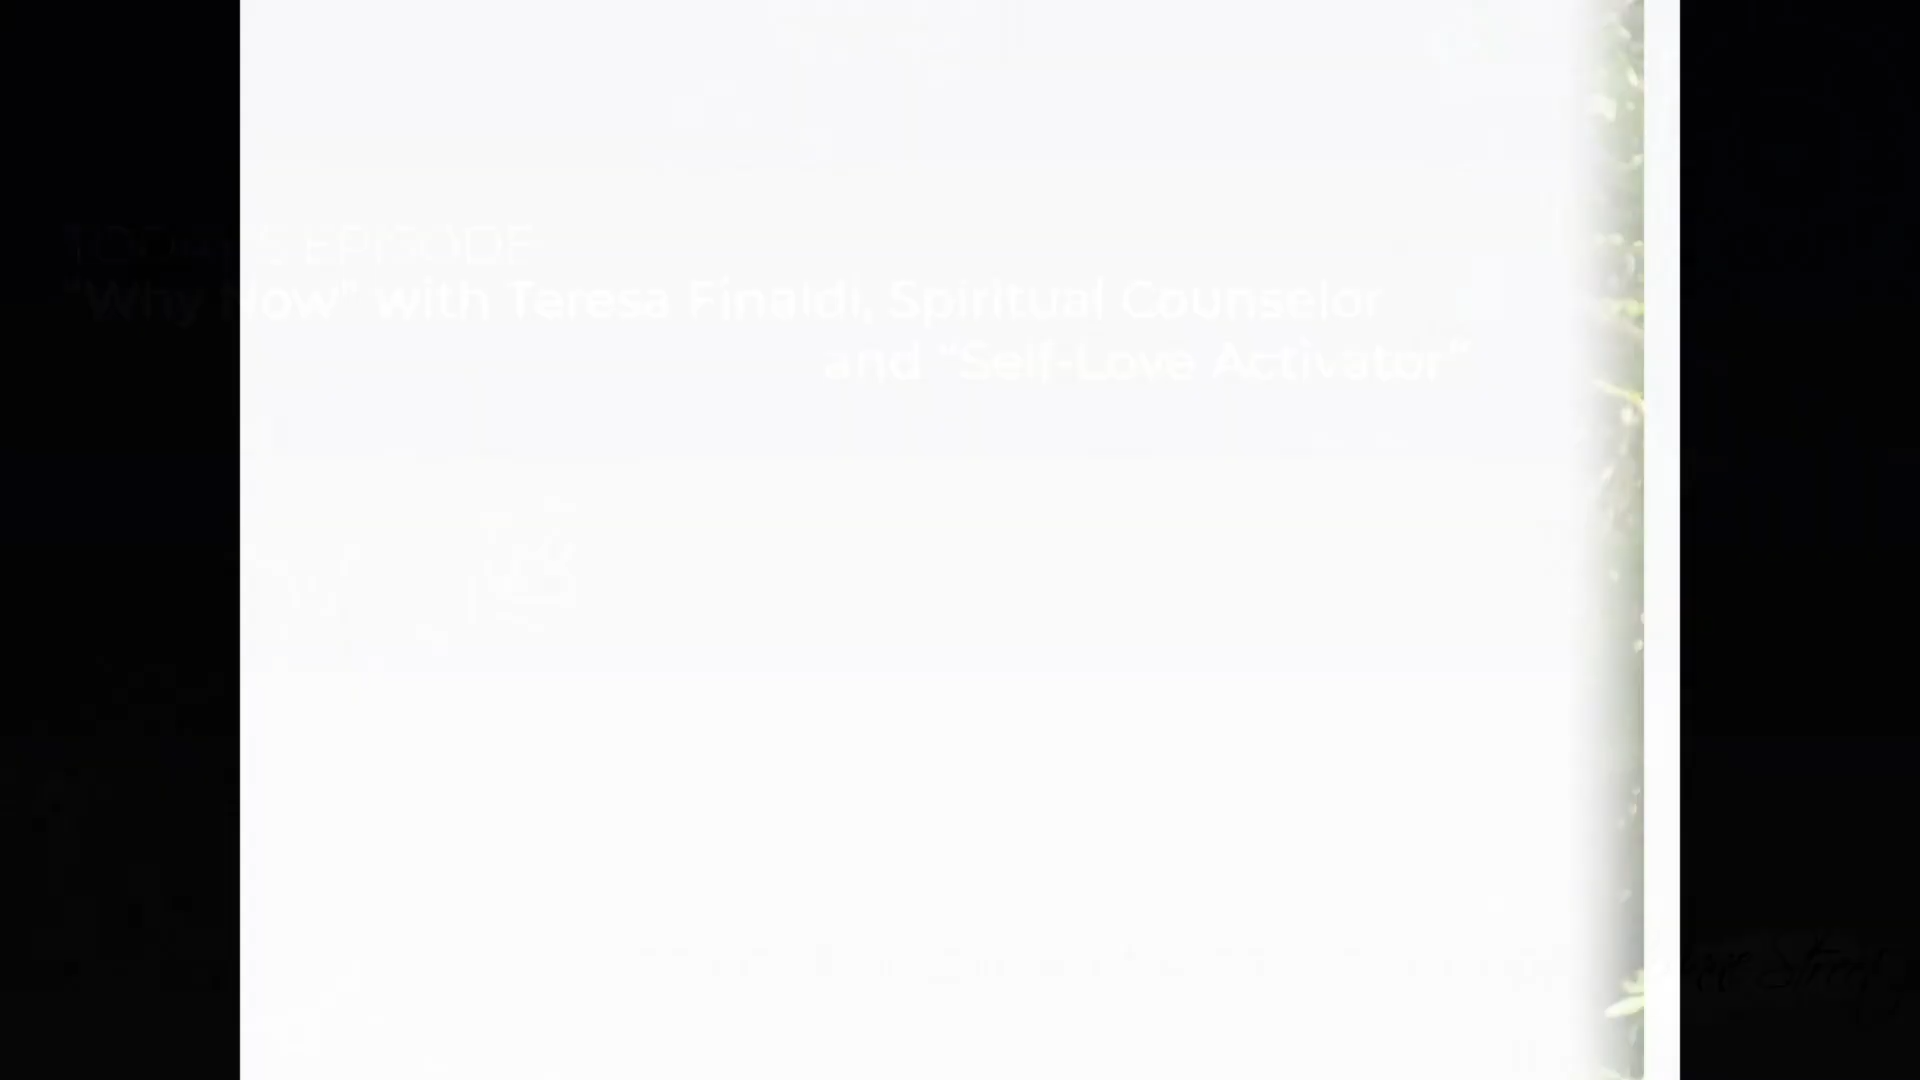 TODAY'S EPISODE
“Why Now” with Teresa Finaldi, Spiritual Counselor
and “Self-Love Activator”